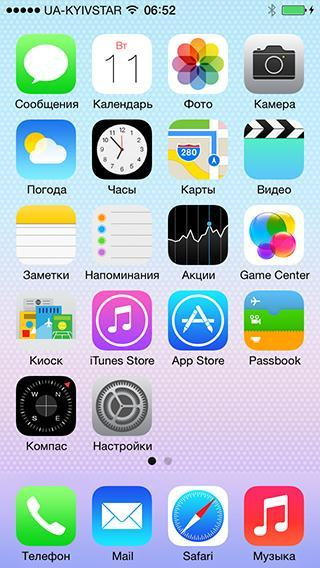 UA-KYIVSTAR 06:52
Вт
11
Сообщения Календарь Фото Камера
280
Погода Часы Карты Видео
Заметки Напоминания Акции Game Center
Киоск iTunes Store App Store Passbook
N
W E
S
Компас Настройки
Телефон Mail Safari Музыка